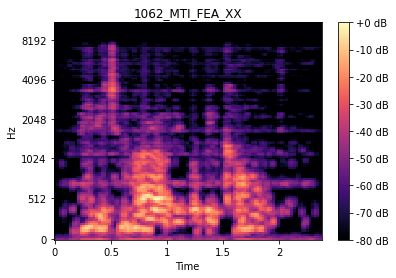 1062_MTI_FEA_XX
+0 dB
8192
-10 dB
4096
-20 dB
-30 dB
2048
Hz
-40 dB
1024
-50 dB
512
-60 dB
-70 dB
0
-80 dB
0 0.5 1 1.5 2
Time